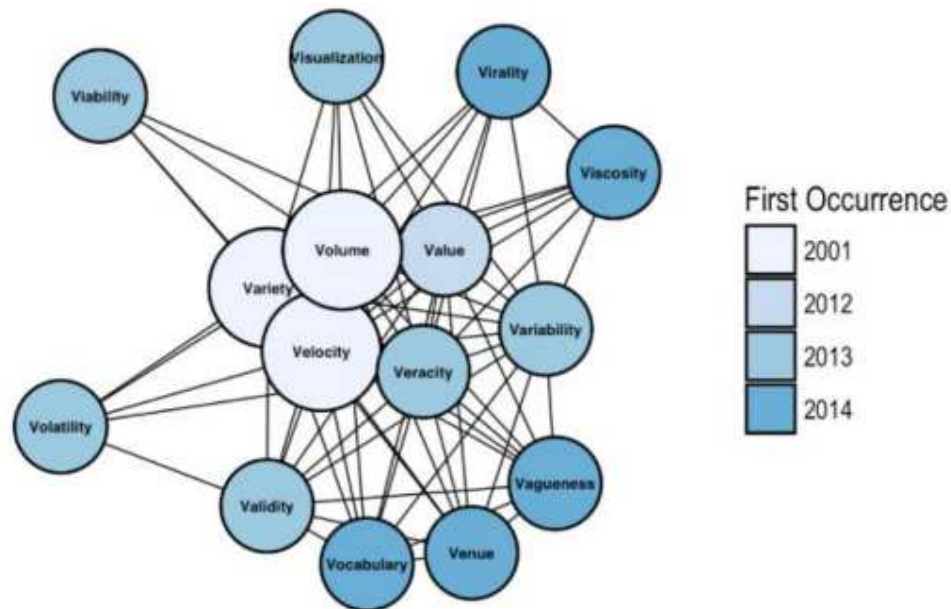 Visualization
Virality
Viability
Viscosity
First Occurrence
Volume
Value
2001
Variety
2012
Variability
Velocity
2013
Veracity
2014
Volatility
Vagueness
Validity
Venue
Vocabulary